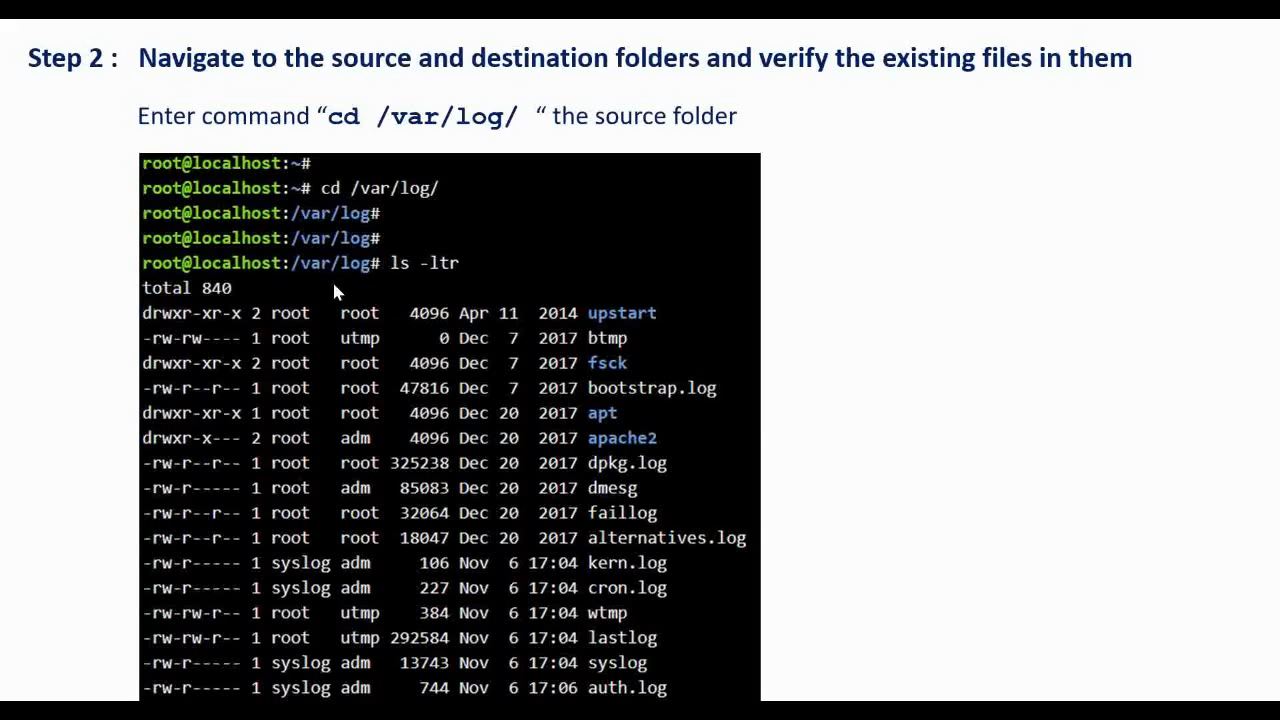 Step 2 : Navigate to the source and destination folders and verify the existing files in them
Enter command “cd /var/log/ “ the source folder
root@localhost:~#
root@localhost:~# cd /var/log/
root@localhost:/var/log#
root@localhost:/var/log#
root@localhost:/var/log# ls -ltr
total 840
drwxr-xr-x 2 root   root   4096 Apr 11  2014 upstart
-rw-rw---- 1 root   utmp      0 Dec  7  2017 btmp
drwxr-xr-x 2 root   root   4096 Dec  7  2017 fsck
-rw-r--r-- 1 root   root  47816 Dec  7  2017 bootstrap.log
drwxr-xr-x 1 root   root   4096 Dec 20  2017 apt
drwxr-x--- 2 root   adm    4096 Dec 20  2017 apache2
-rw-r--r-- 1 root   root 325238 Dec 20  2017 dpkg.log
-rw-r----- 1 root   adm   85083 Dec 20  2017 dmesg
-rw-r--r-- 1 root   root  32064 Dec 20  2017 faillog
-rw-r--r-- 1 root   root  18047 Dec 20  2017 alternatives.log
-rw-r----- 1 syslog adm     106 Nov  6 17:04 kern.log
-rw-r----- 1 syslog adm     227 Nov  6 17:04 cron.log
-rw-rw-r-- 1 root   utmp    384 Nov  6 17:04 wtmp
-rw-rw-r-- 1 root   utmp 292584 Nov  6 17:04 lastlog
-rw-r----- 1 syslog adm   13743 Nov  6 17:04 syslog
-rw-r----- 1 syslog adm     744 Nov  6 17:06 auth.log